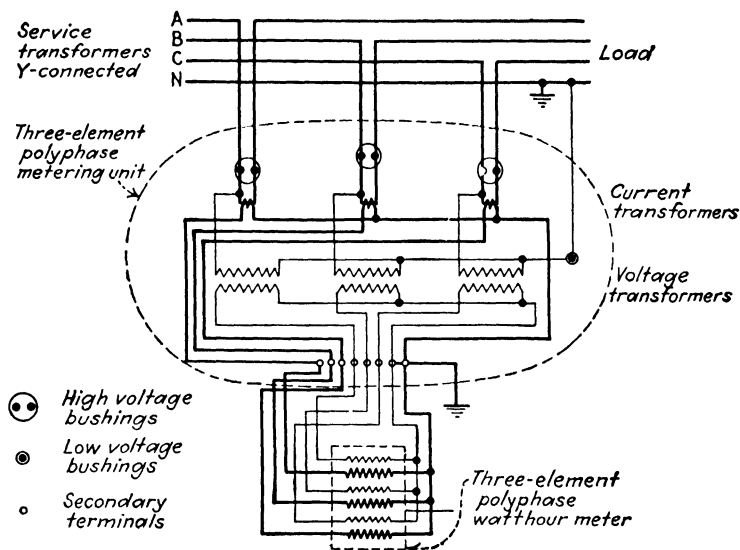 Service
transformers
Y-connected
A
B
C
N
Load
Three-element
polyphase
metering unit
Current
transformers
Voltage
transformers
High voltage
bushings
Low voltage
bushings
Secondary
terminals
Three-element
polyphase
watthour meter